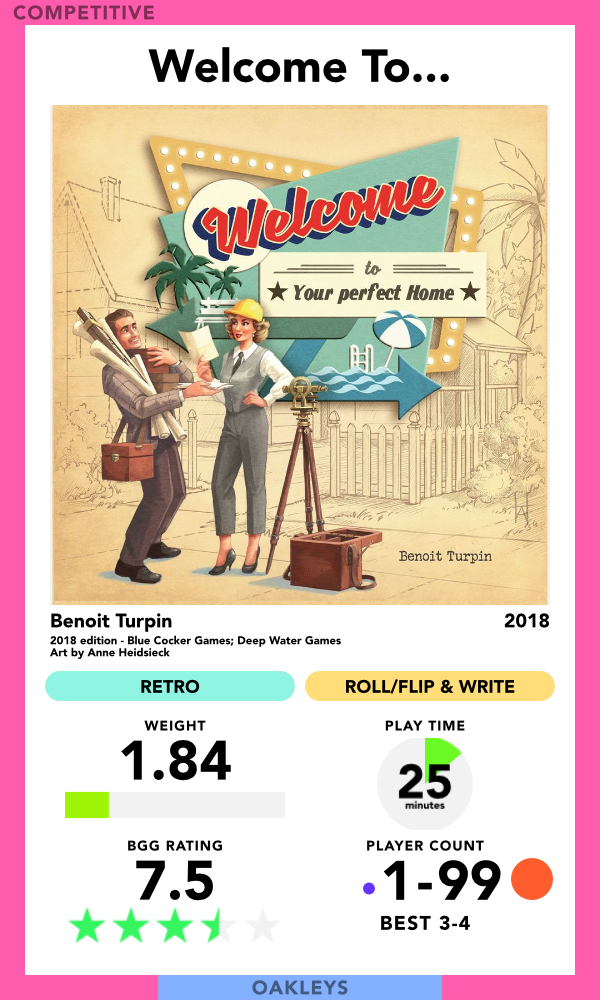 COMPETITIVE
Welcome To...
Welcome
to
★ Your perfect Home ★
Benoit Turpin
Benoit Turpin 2018
2018 edition - Blue Cocker Games; Deep Water Games
Art by Anne Heidsieck
RETRO ROLL/FLIP & WRITE
WEIGHT PLAY TIME
1.84 25
minutes
BGG RATING PLAYER COUNT
7.5 1-99
BEST 3-4
OAKLEYS